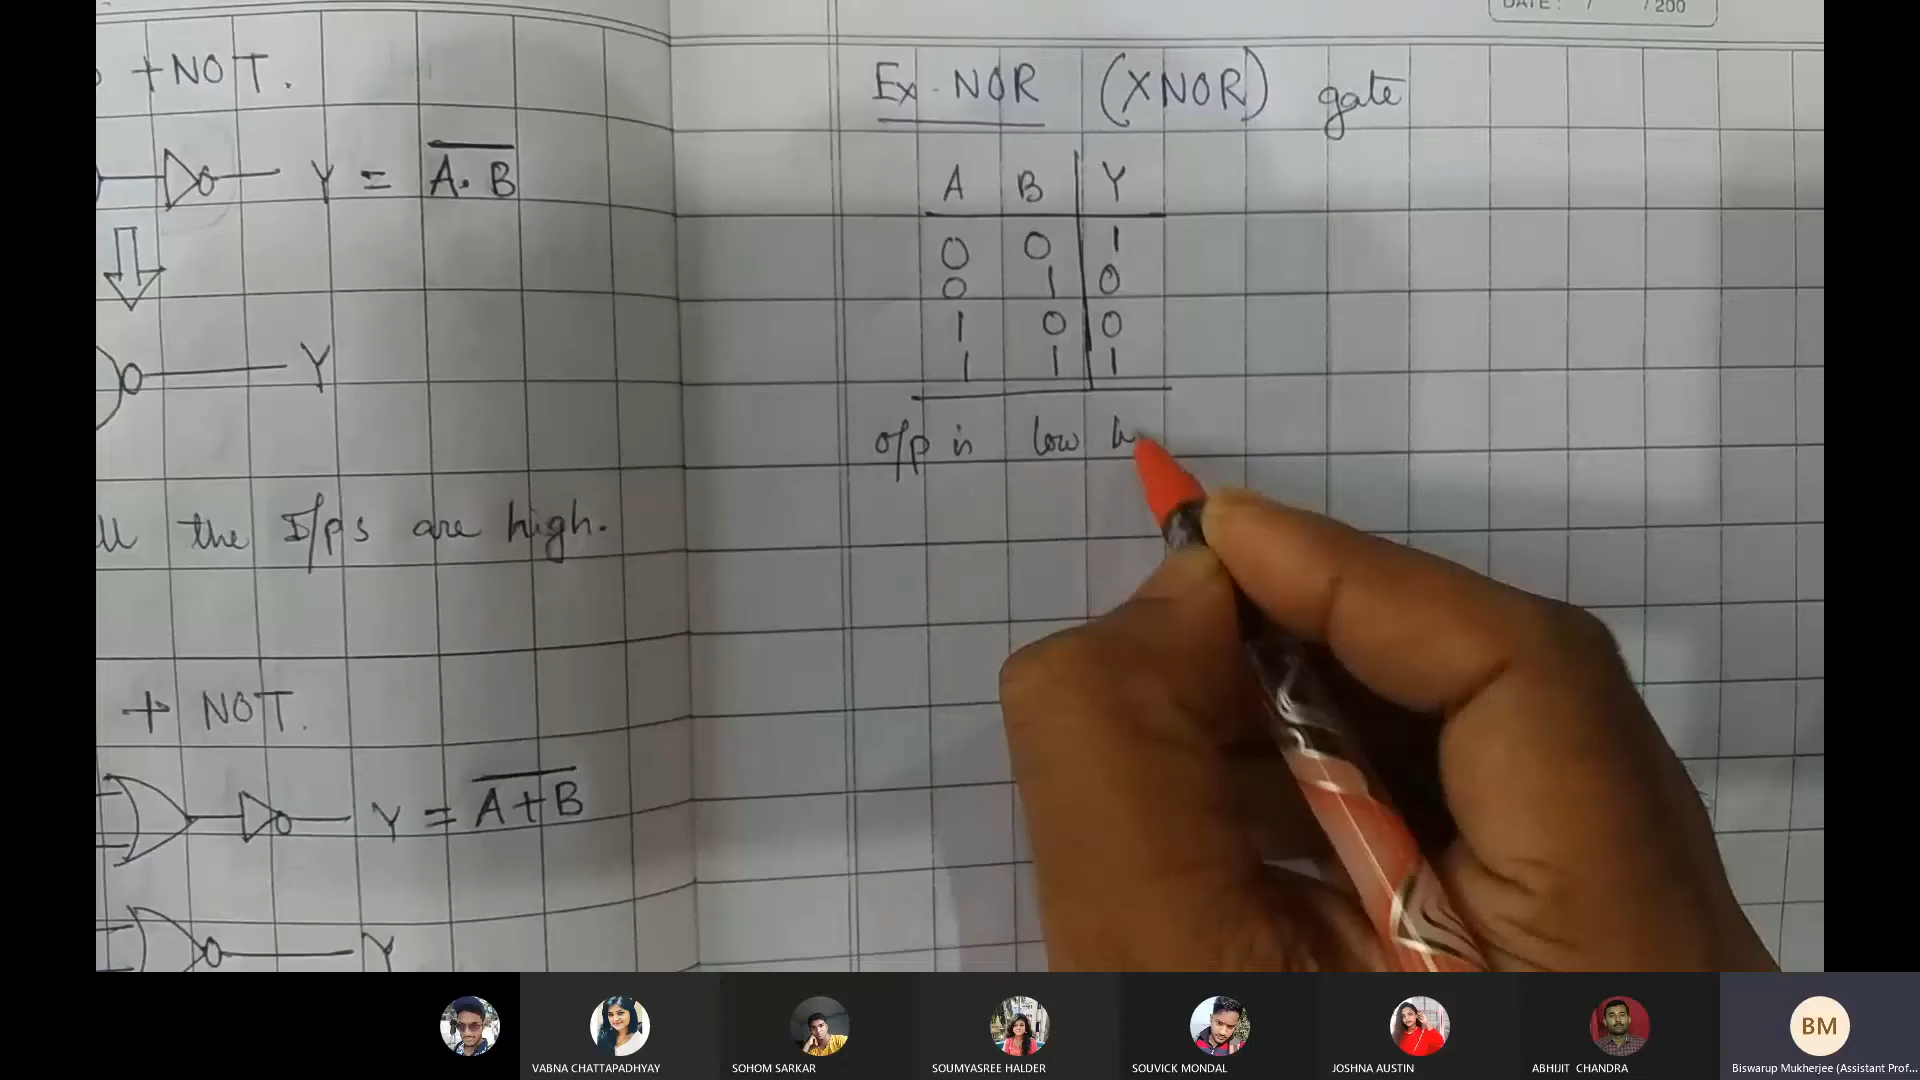 +NOT.
Y = A̅.̅B̅
Y
the I/ps are high.
+ NOT.
Y = A̅+̅B̅
Y
DATE: / /200
Ex-NOR (XNOR) gate
A B Y
0 0 1
0 1 0
1 0 0
1 1 1
o/p is low
VABNA CHATTAPADHYAY
SOHOM SARKAR
SOUMYASREE HALDER
SOUVICK MONDAL
JOSHNA AUSTIN
ABHIJIT CHANDRA
BM
Biswarup Mukherjee (Assistant Prof...